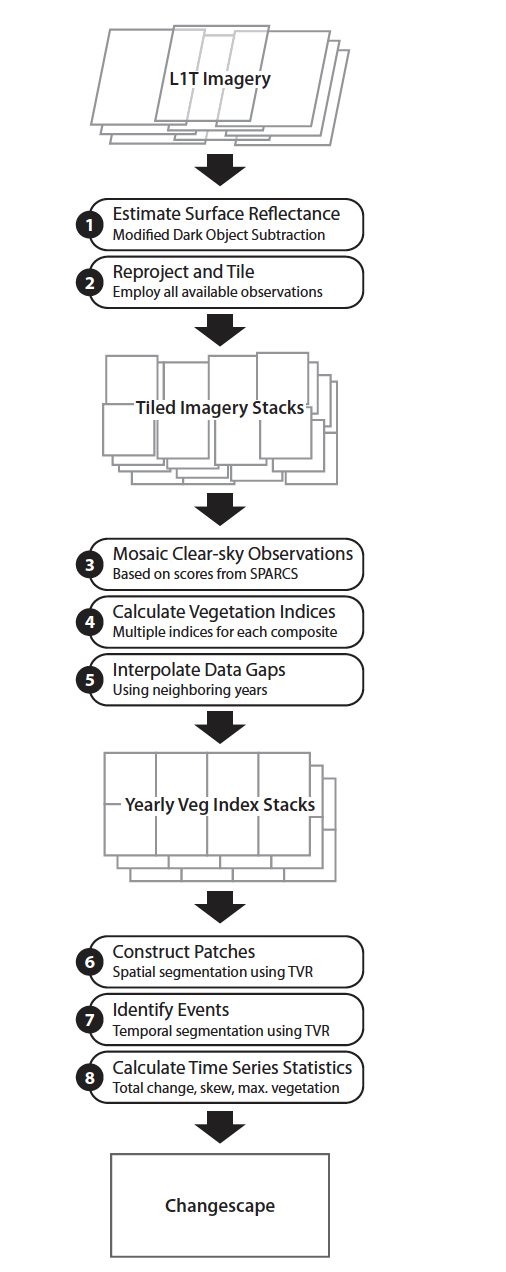 L1T Imagery
1 Estimate Surface Reflectance
Modified Dark Object Subtraction
2 Reproject and Tile
Employ all available observations
Tiled Imagery Stacks
3 Mosaic Clear-sky Observations
Based on scores from SPARCS
4 Calculate Vegetation Indices
Multiple indices for each composite
5 Interpolate Data Gaps
Using neighboring years
Yearly Veg Index Stacks
6 Construct Patches
Spatial segmentation using TVR
7 Identify Events
Temporal segmentation using TVR
8 Calculate Time Series Statistics
Total change, skew, max. vegetation
Changescape